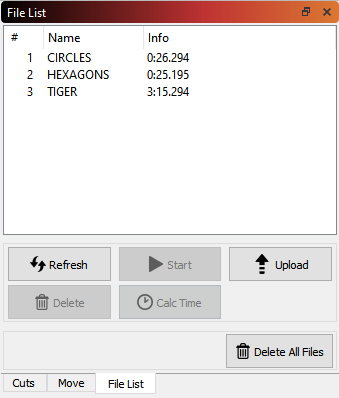 File List
# Name Info
1 CIRCLES 0:26.294
2 HEXAGONS 0:25.195
3 TIGER 3:15.294
Refresh Start Upload
Delete Calc Time
Delete All Files
Cuts Move File List